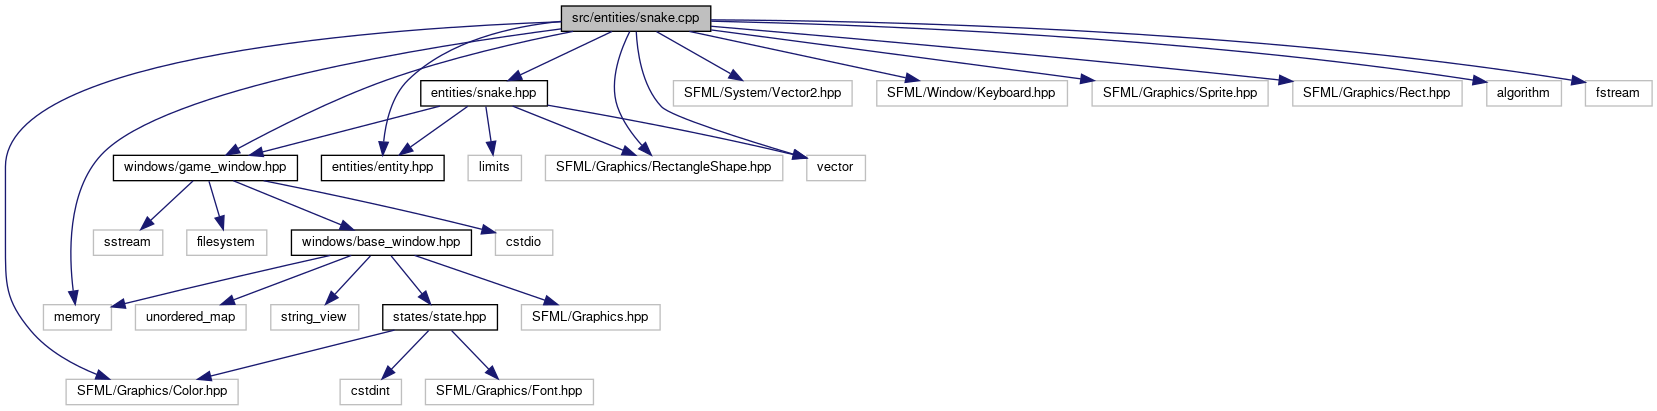 src/entities/snake.cpp
entities/snake.hpp
SFML/System/Vector2.hpp
SFML/Window/Keyboard.hpp
SFML/Graphics/Sprite.hpp
SFML/Graphics/Rect.hpp
algorithm
fstream
windows/game_window.hpp
entities/entity.hpp
limits
SFML/Graphics/RectangleShape.hpp
vector
sstream
filesystem
windows/base_window.hpp
cstdio
memory
unordered_map
string_view
states/state.hpp
SFML/Graphics.hpp
SFML/Graphics/Color.hpp
cstdint
SFML/Graphics/Font.hpp